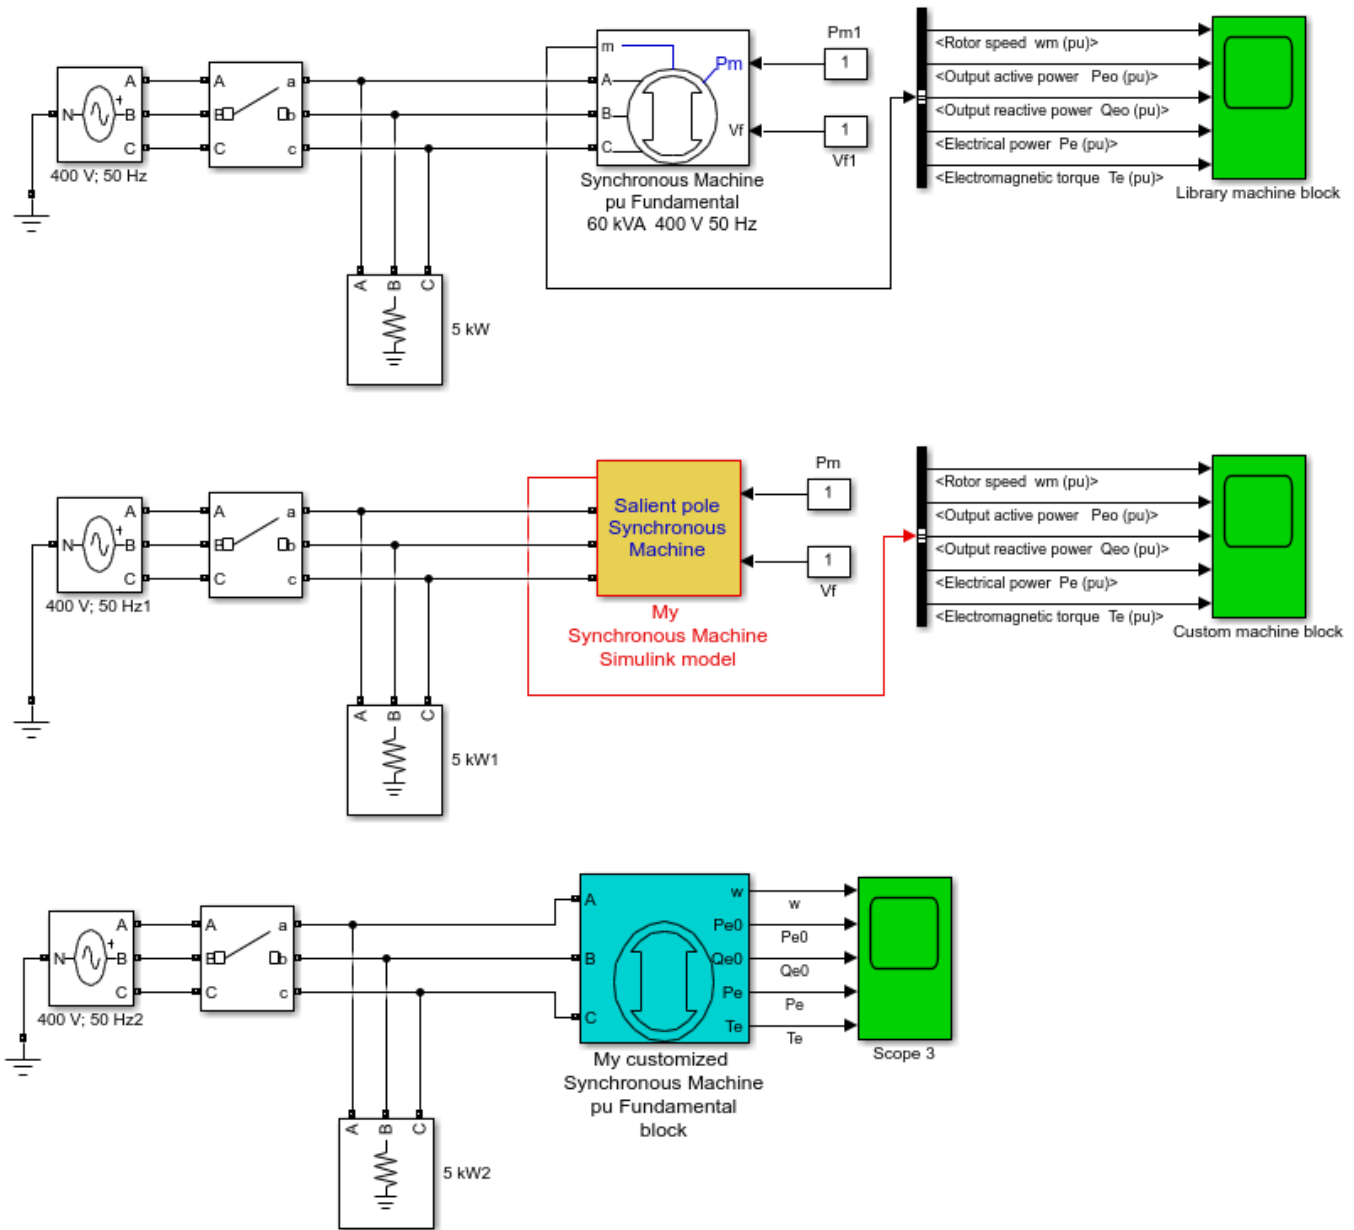 Pm1
1
m
Pm
A
B
C
Vf
1
Vf1
N
A
B
C
A
B
C
a
b
c
400 V; 50 Hz
Synchronous Machine
pu Fundamental
60 kVA 400 V 50 Hz
<Rotor speed wm (pu)>
<Output active power Peo (pu)>
<Output reactive power Qeo (pu)>
<Electrical power Pe (pu)>
<Electromagnetic torque Te (pu)>
Library machine block
A B C
5 kW
Pm
1
1
Vf
N
A
B
C
A
B
C
a
b
c
400 V; 50 Hz1
Salient pole
Synchronous
Machine
My
Synchronous Machine
Simulink model
<Rotor speed wm (pu)>
<Output active power Peo (pu)>
<Output reactive power Qeo (pu)>
<Electrical power Pe (pu)>
<Electromagnetic torque Te (pu)>
Custom machine block
A B C
5 kW1
N
A
B
C
A
B
C
a
b
c
400 V; 50 Hz2
A
B
C
w
Pe0
Qe0
Pe
Te
w
Pe0
Qe0
Pe
Te
Scope 3
My customized
Synchronous Machine
pu Fundamental
block
A B C
5 kW2